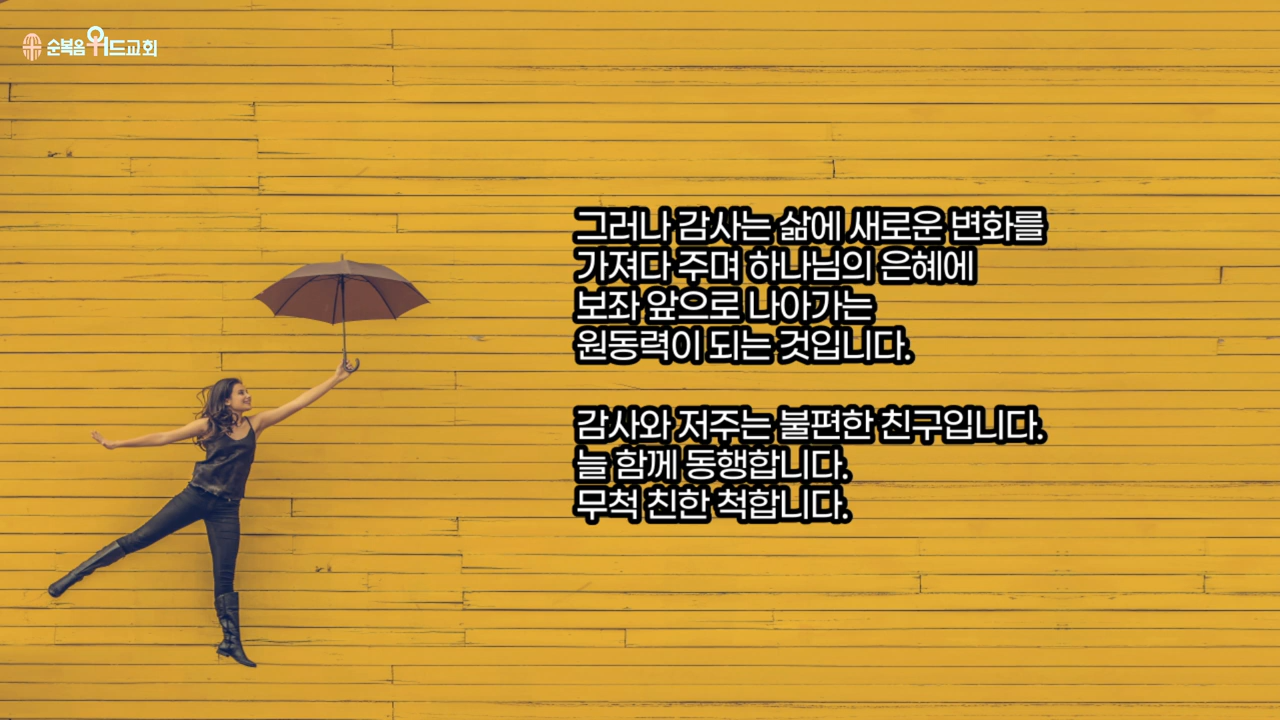 순복음위드교회
그러나 감사는 삶에 새로운 변화를
가져다 주며 하나님의 은혜에
보좌 앞으로 나아가는
원동력이 되는 것입니다.
감사와 저주는 불편한 친구입니다.
늘 함께 동행합니다.
무척 친한 척합니다.